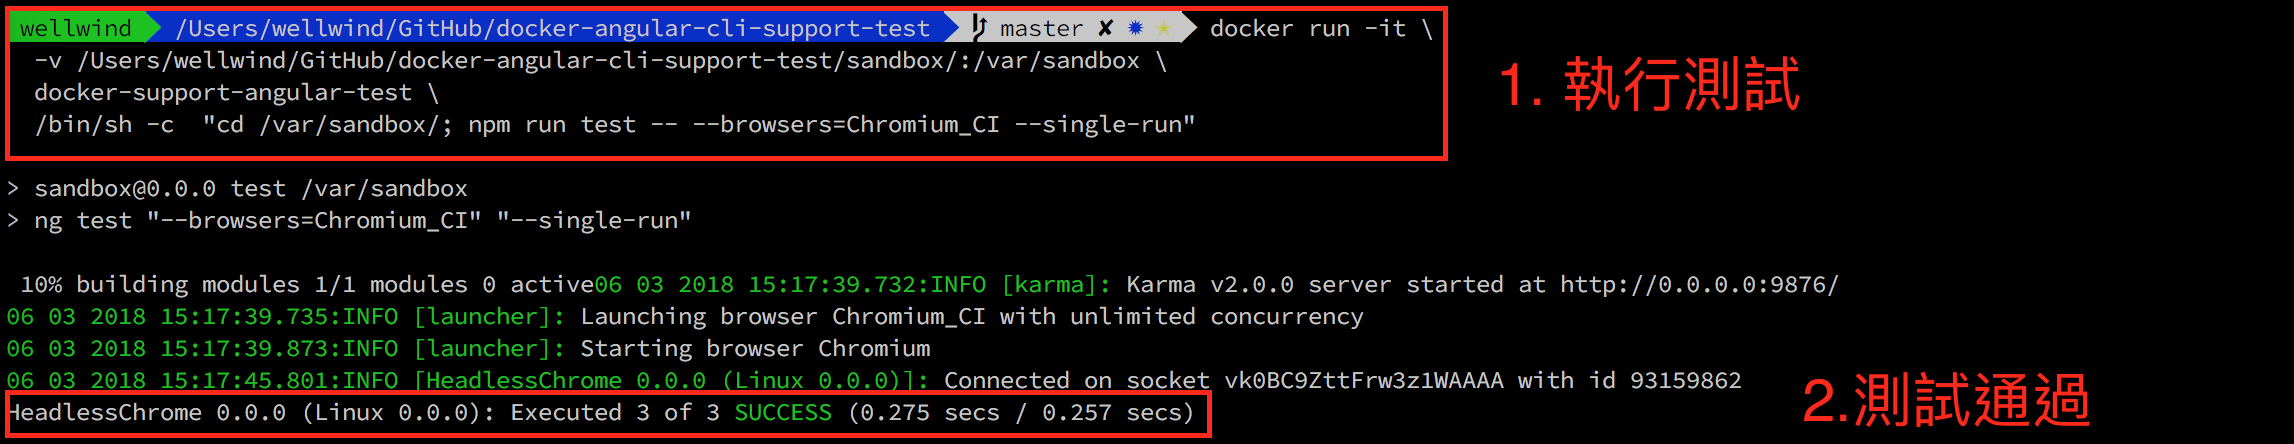 wellwind /Users/wellwind/GitHub/docker-angular-cli-support-test master ✘ ✹ ✭ docker run -it \
-v /Users/wellwind/GitHub/docker-angular-cli-support-test/sandbox/:/var/sandbox \
docker-support-angular-test \
/bin/sh -c  "cd /var/sandbox/; npm run test -- --browsers=Chromium_CI --single-run"
1. 執行測試
> sandbox@0.0.0 test /var/sandbox
> ng test "--browsers=Chromium_CI" "--single-run"
10% building modules 1/1 modules 0 active06 03 2018 15:17:39.732:INFO [karma]: Karma v2.0.0 server started at http://0.0.0.0:9876/
06 03 2018 15:17:39.735:INFO [launcher]: Launching browser Chromium_CI with unlimited concurrency
06 03 2018 15:17:39.873:INFO [launcher]: Starting browser Chromium
06 03 2018 15:17:45.801:INFO [HeadlessChrome 0.0.0 (Linux 0.0.0)]: Connected on socket vk0BC9ZttFrw3z1WAAAA with id 93159862
HeadlessChrome 0.0.0 (Linux 0.0.0): Executed 3 of 3 SUCCESS (0.275 secs / 0.257 secs)
2.測試通過